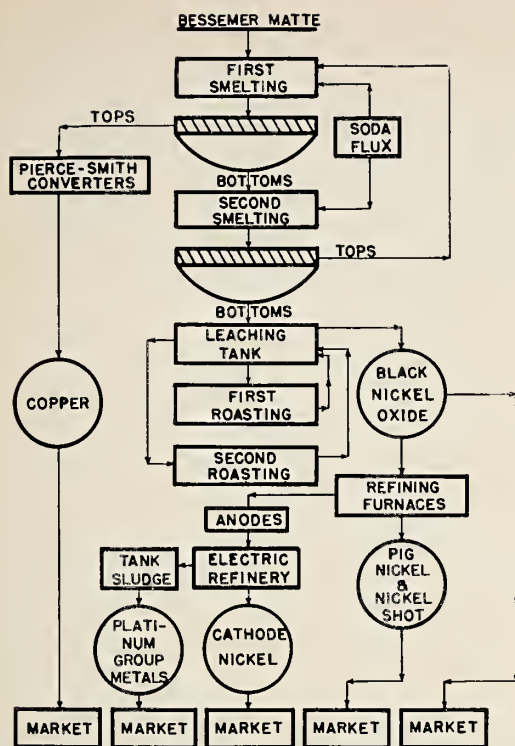 BESSEMER MATTE
FIRST
SMELTING
TOPS
SODA
FLUX
PIERCE-SMITH
CONVERTERS
BOTTOMS
SECOND
SMELTING
TOPS
BOTTOMS
LEACHING
TANK
COPPER
FIRST
ROASTING
BLACK
NICKEL
OXIDE
SECOND
ROASTING
REFINING
FURNACES
ANODES
TANK
SLUDGE
ELECTRIC
REFINERY
PIG
NICKEL
&
NICKEL
SHOT
PLATI-
NUM
GROUP
METALS
CATHODE
NICKEL
MARKET
MARKET
MARKET
MARKET
MARKET